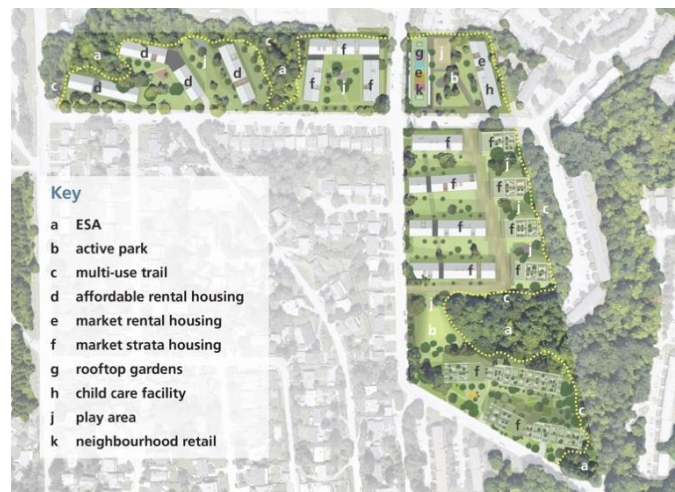 c
a
d
j
f
g
j
e
a
d
d
a
e
c
d
f
j
f
k
b
h
f
f
j
f
f
j
c
f
f
j
f
f
j
c
b
a
f
c
f
a
Key
a ESA
b active park
c multi-use trail
d affordable rental housing
e market rental housing
f market strata housing
g rooftop gardens
h child care facility
j play area
k neighbourhood retail